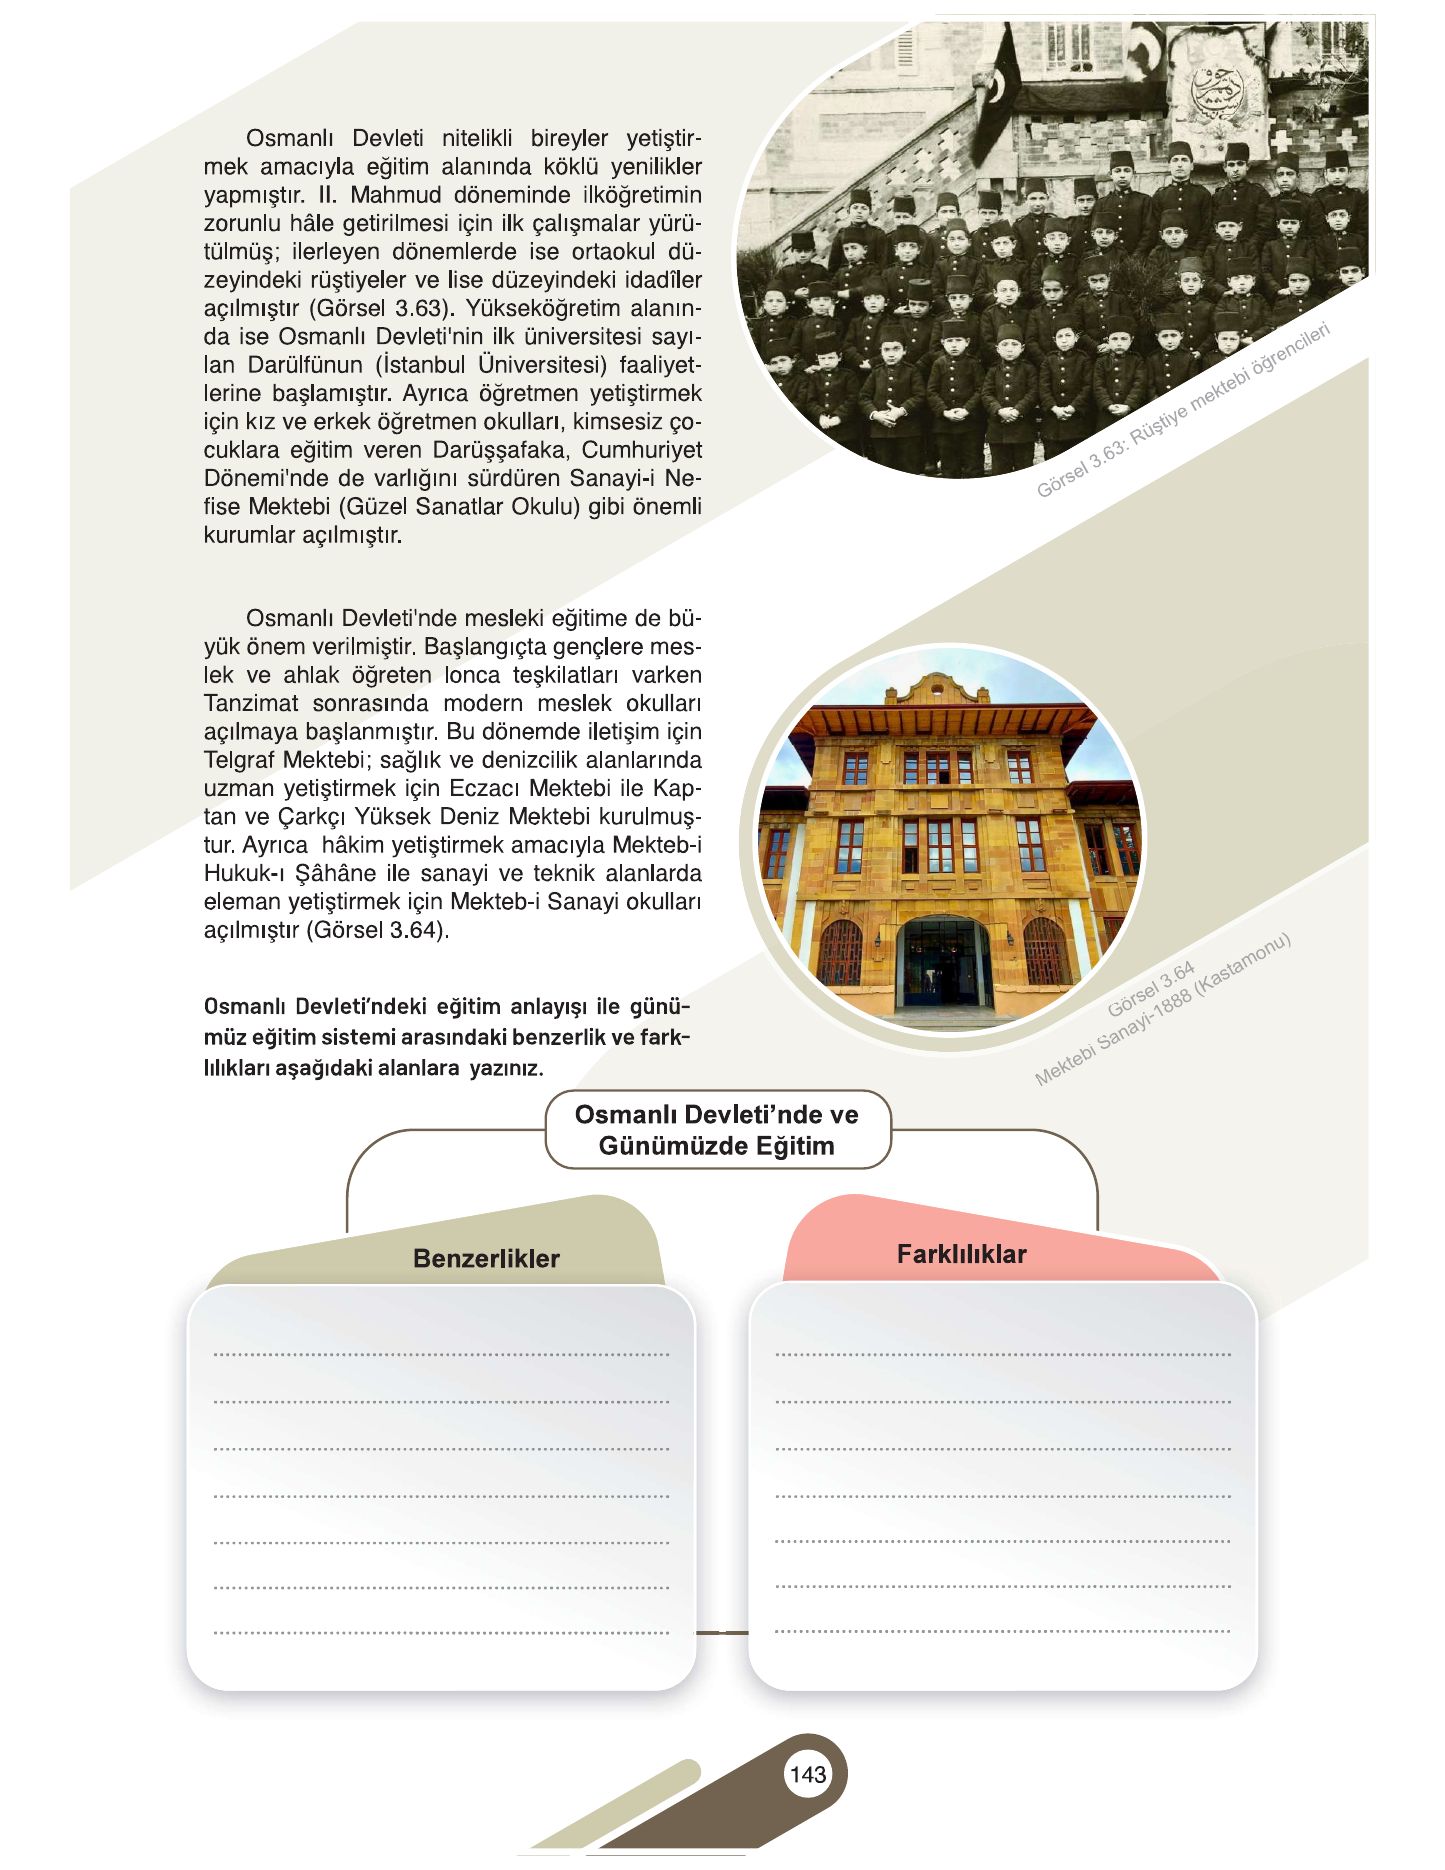 Osmanlı Devleti nitelikli bireyler yetiştir-
mek amacıyla eğitim alanında köklü yenilikler
yapmıştır. II. Mahmud döneminde ilköğretimin
zorunlu hâle getirilmesi için ilk çalışmalar yürü-
tülmüş; ilerleyen dönemlerde ise ortaokul dü-
zeyindeki rüştiyeler ve lise düzeyindeki idadîler
açılmıştır (Görsel 3.63). Yükseköğretim alanın-
da ise Osmanlı Devleti'nin ilk üniversitesi sayı-
lan Darülfünun (İstanbul Üniversitesi) faaliyet-
lerine başlamıştır. Ayrıca öğretmen yetiştirmek
için kız ve erkek öğretmen okulları, kimsesiz ço-
cuklara eğitim veren Darüşşafaka, Cumhuriyet
Dönemi'nde de varlığını sürdüren Sanayi-i Ne-
fise Mektebi (Güzel Sanatlar Okulu) gibi önemli
kurumlar açılmıştır.
Görsel 3.63: Rüştiye mektebi öğrencileri
Osmanlı Devleti'nde mesleki eğitime de bü-
yük önem verilmiştir. Başlangıçta gençlere mes-
lek ve ahlak öğreten lonca teşkilatları varken
Tanzimat sonrasında modern meslek okulları
açılmaya başlanmıştır. Bu dönemde iletişim için
Telgraf Mektebi; sağlık ve denizcilik alanlarında
uzman yetiştirmek için Eczacı Mektebi ile Kap-
tan ve Çarkçı Yüksek Deniz Mektebi kurulmuş-
tur. Ayrıca hâkim yetiştirmek amacıyla Mekteb-i
Hukuk-ı Şâhâne ile sanayi ve teknik alanlarda
eleman yetiştirmek için Mekteb-i Sanayi okulları
açılmıştır (Görsel 3.64).
Görsel 3.64
Mektebi Sanayi-1888 (Kastamonu)
Osmanlı Devleti’ndeki eğitim anlayışı ile günü-
müz eğitim sistemi arasındaki benzerlik ve fark-
lılıkları aşağıdaki alanlara yazınız.
Osmanlı Devleti’nde ve
Günümüzde Eğitim
Benzerlikler
Farklılıklar
143